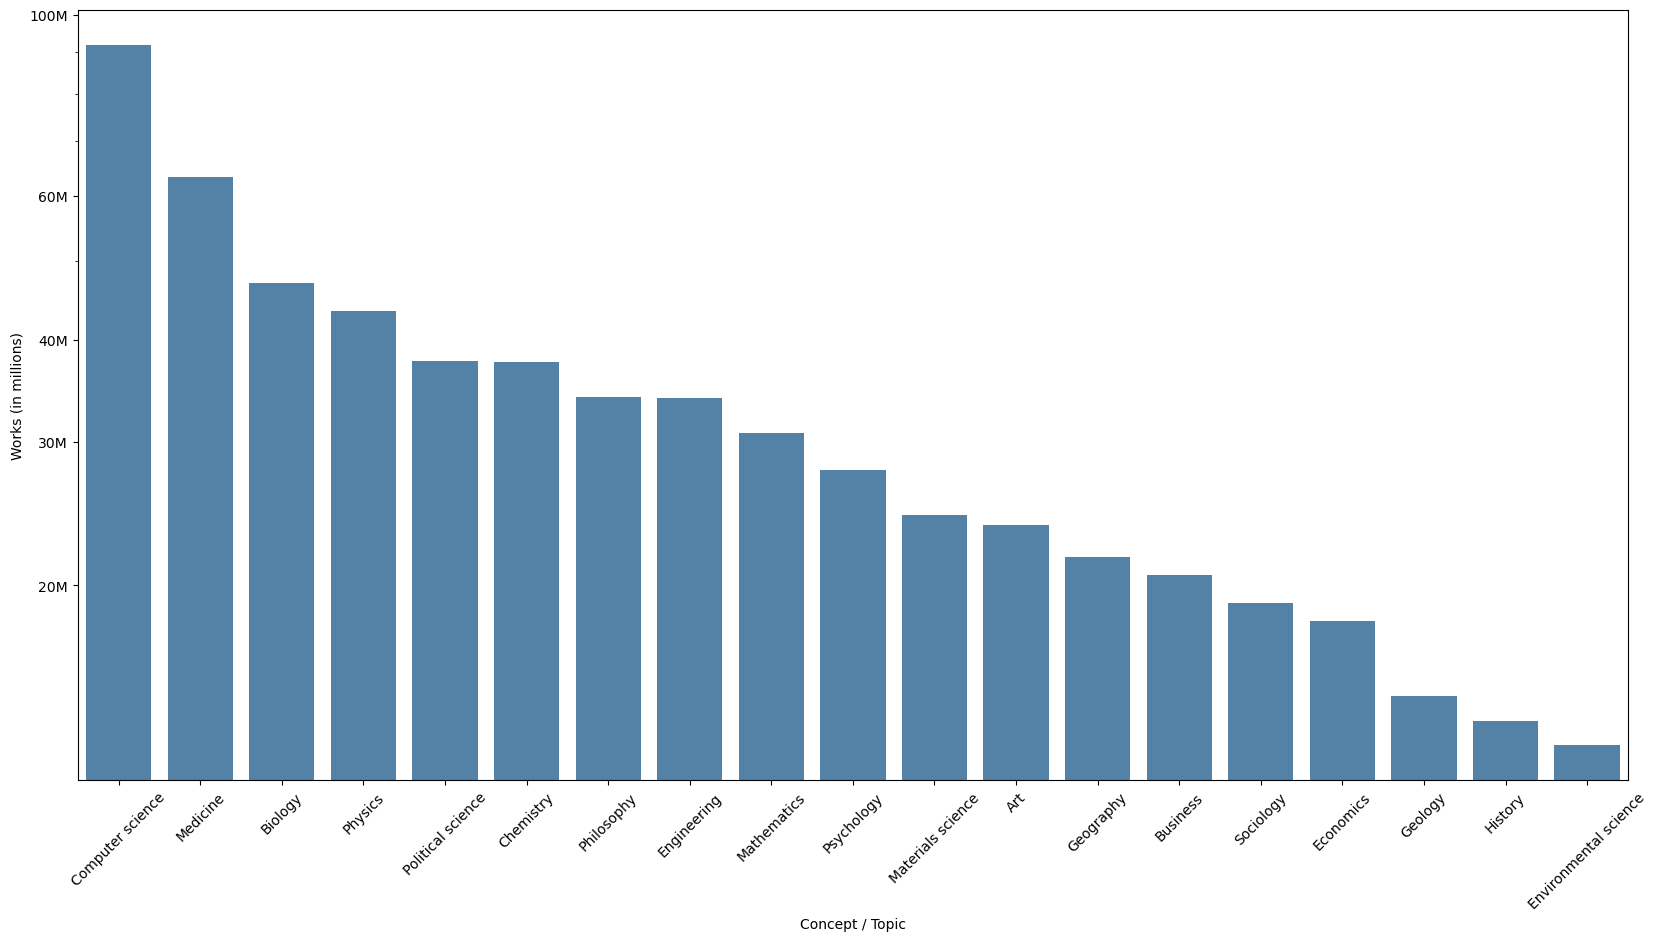 100M
60M
40M
30M
20M
Works (in millions)
Computer science
Medicine
Biology
Physics
Political science
Chemistry
Philosophy
Engineering
Mathematics
Psychology
Materials science
Art
Geography
Business
Sociology
Economics
Geology
History
Environmental science
Concept / Topic